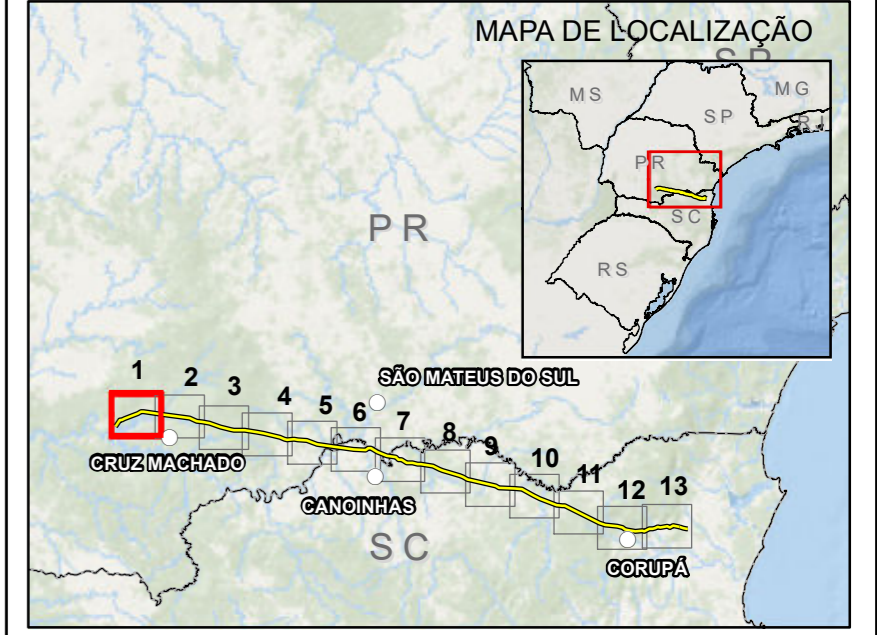 MAPA DE LOCALIZAÇÃO
SP
MS
MG
SP
RJ
PR
SC
RS
PR
1
2
3
4
5
6
7
8
9
10
11
12
13
SÃO MATEUS DO SUL
CRUZ MACHADO
CANOINHAS
SC
CORUPÁ